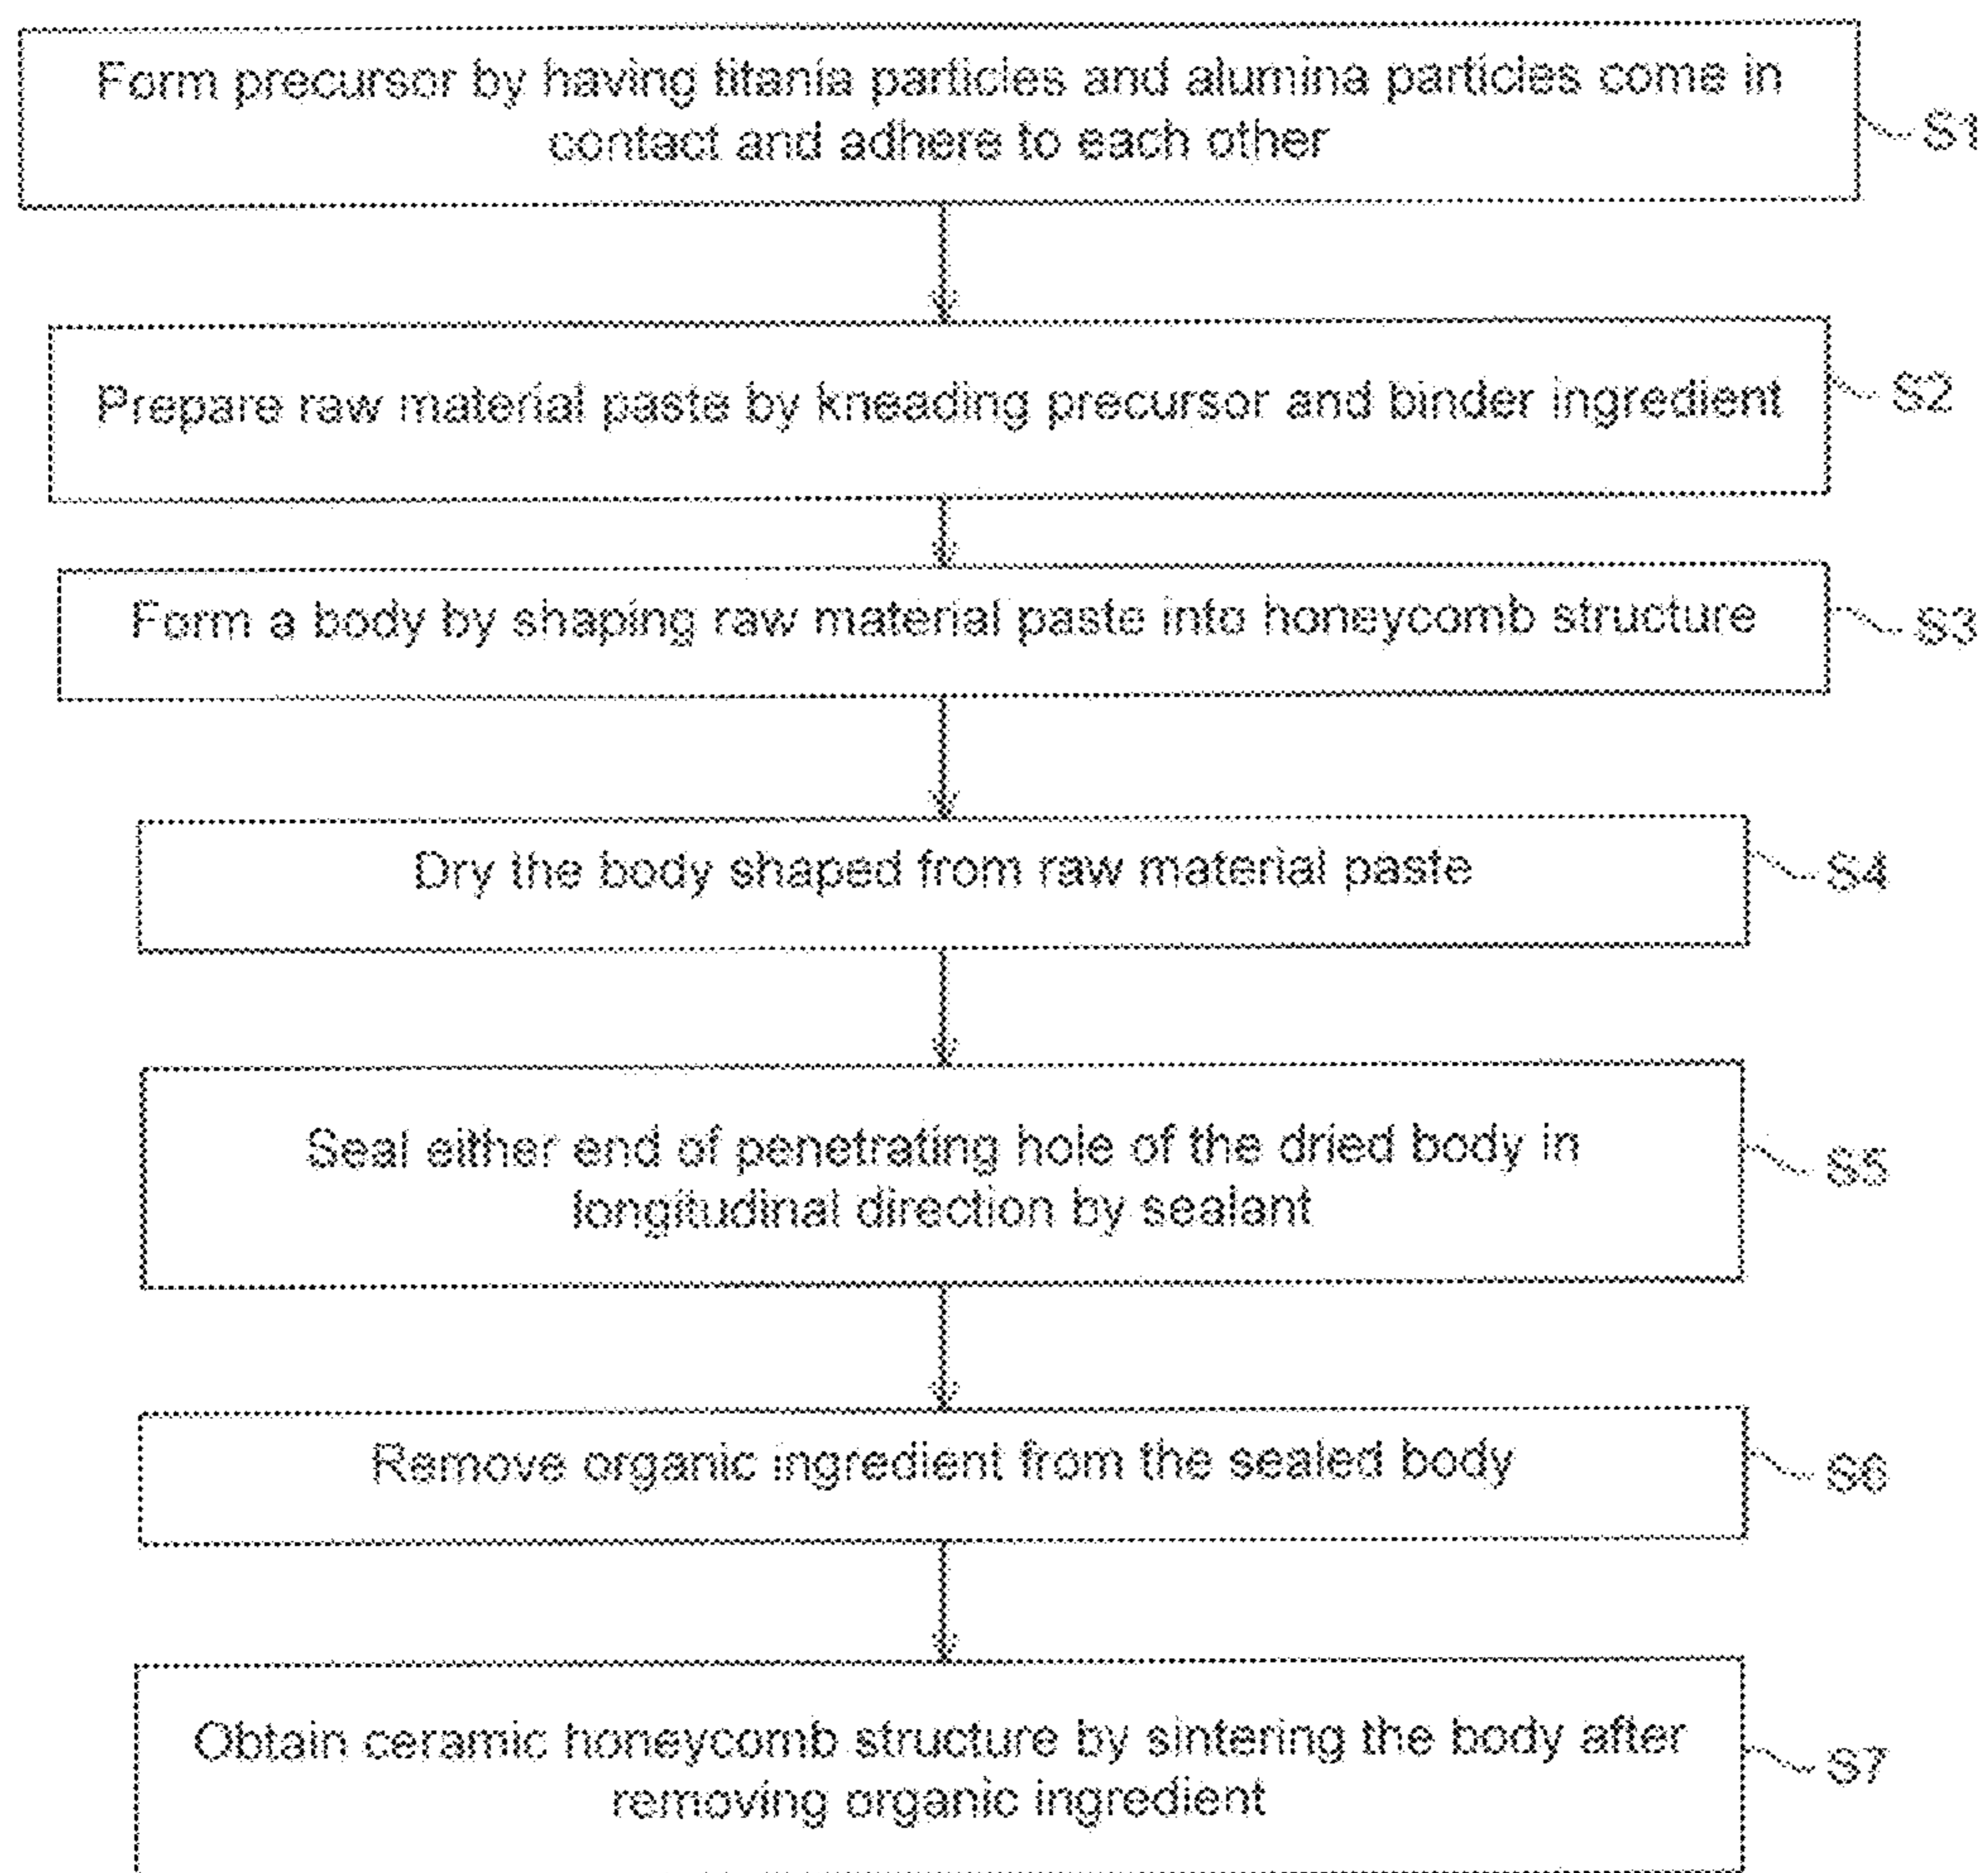 Form precursor by having titania particles and alumina particles come in
contact and adhere to each other
S1
Prepare raw material paste by kneading precursor and binder ingredient
S2
Form a body by shaping raw material paste into honeycomb structure
S3
Dry the body shaped from raw material paste
S4
Seal either end of penetrating hole of the dried body in
longitudinal direction by sealant
S5
Remove organic ingredient from the sealed body
S6
Obtain ceramic honeycomb structure by sintering the body after
removing organic ingredient
S7